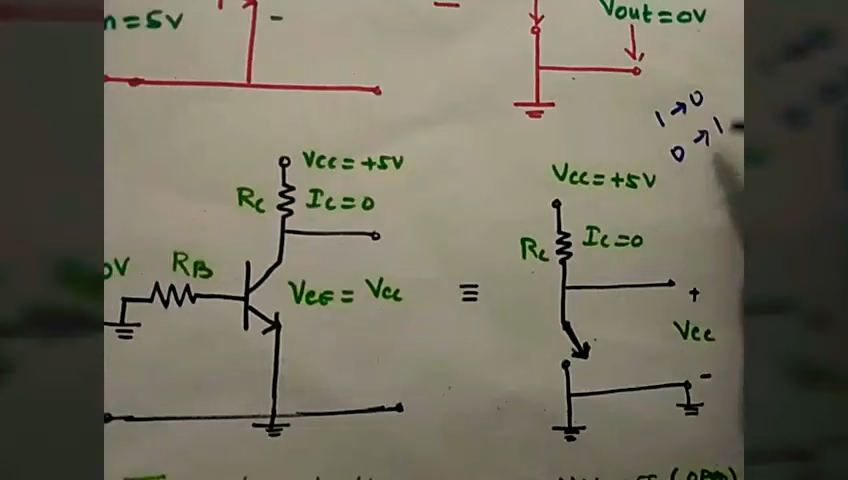 n=5V
-
Vout=0V
1→0
0→1
Vcc=+5V
Rc Ic=0
0V RB
VCE = Vcc
≡
Vcc=+5V
Rc Ic=0
+
Vcc
-